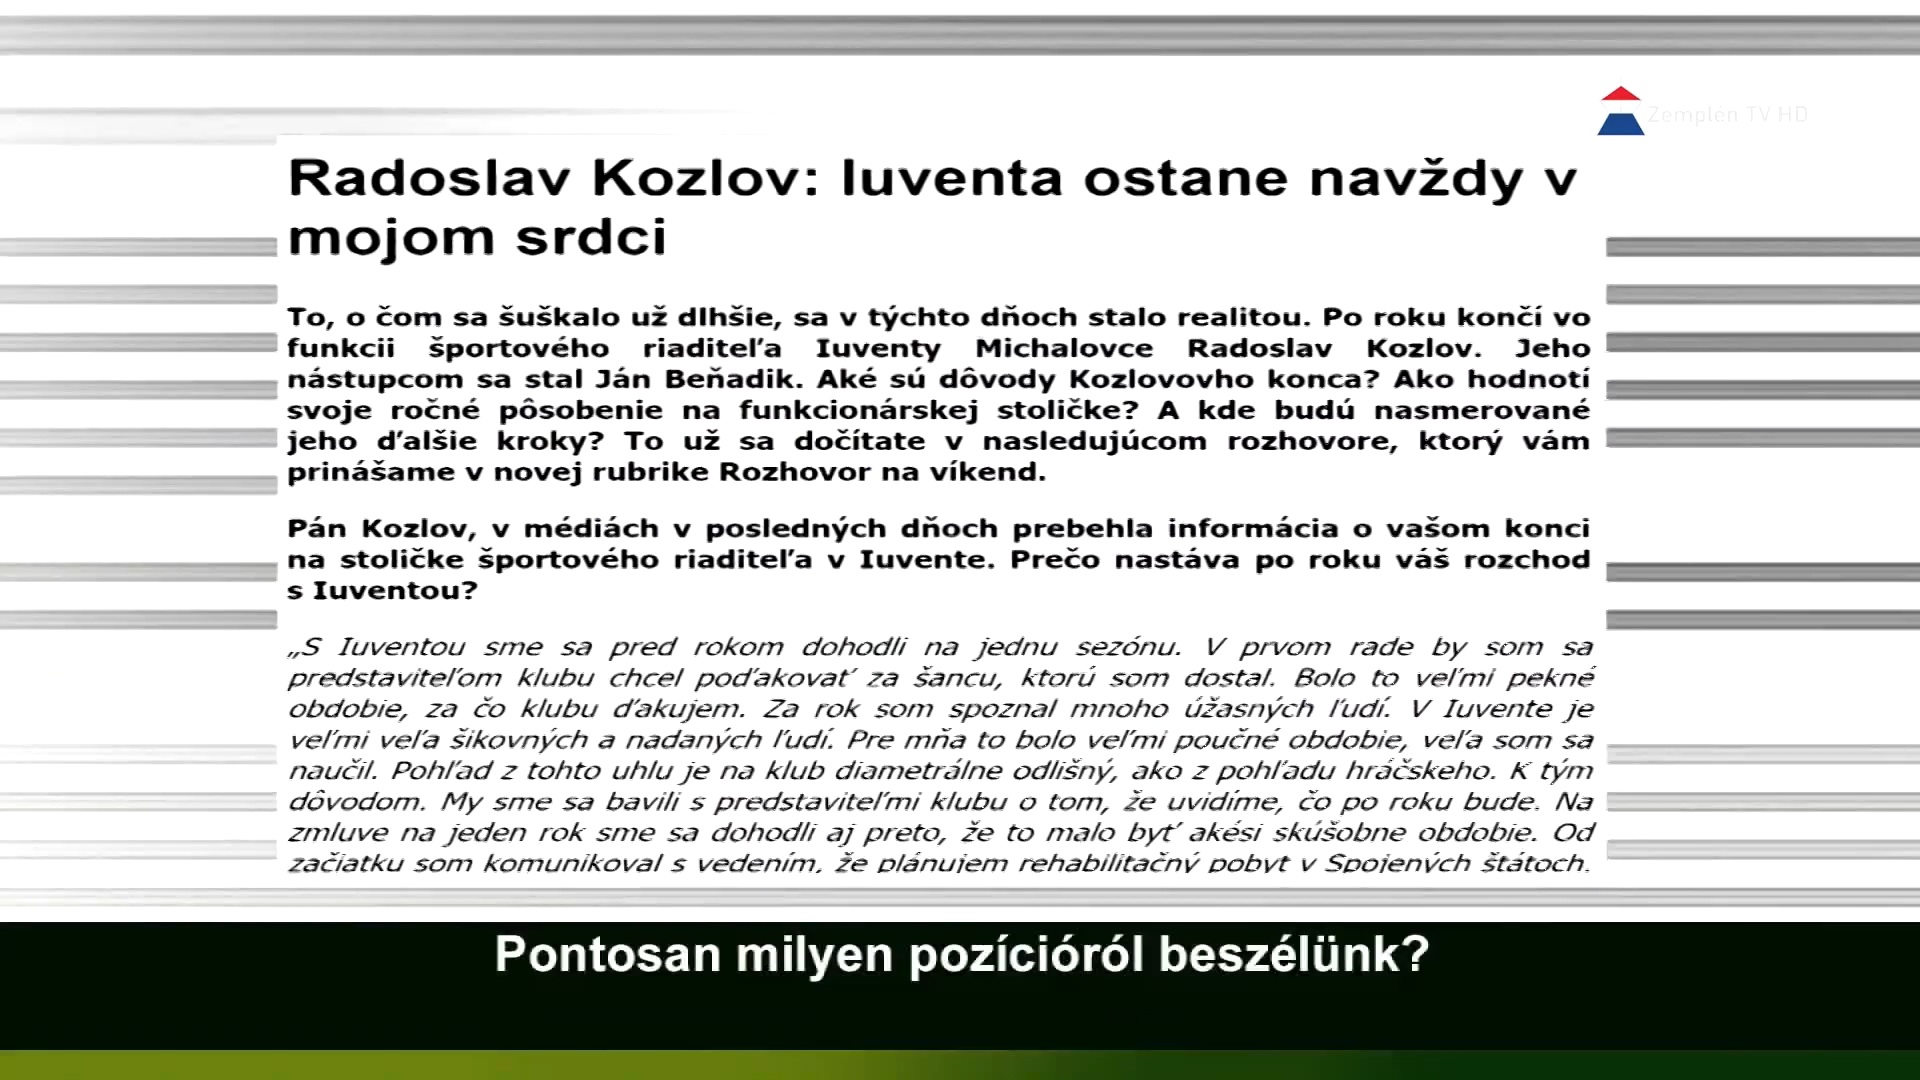 Zemplén TV HD
Radoslav Kozlov: Iuventa ostane navždy v
mojom srdci
To, o čom sa šuškalo už dlhšie, sa v týchto dňoch stalo realitou. Po roku končí vo
funkcii športového riaditeľa Iuventy Michalovce Radoslav Kozlov. Jeho
nástupcom sa stal Ján Beňadik. Aké sú dôvody Kozlovovho konca? Ako hodnotí
svoje ročné pôsobenie na funkcionárskej stoličke? A kde budú nasmerované
jeho ďalšie kroky? To už sa dočítate v nasledujúcom rozhovore, ktorý vám
prinášame v novej rubrike Rozhovor na víkend.
Pán Kozlov, v médiách v posledných dňoch prebehla informácia o vašom konci
na stoličke športového riaditeľa v Iuvente. Prečo nastáva po roku váš rozchod
s Iuventou?
„S Iuventou sme sa pred rokom dohodli na jednu sezónu. V prvom rade by som sa
predstaviteľom klubu chcel poďakovať za šancu, ktorú som dostal. Bolo to veľmi pekné
obdobie, za čo klubu ďakujem. Za rok som spoznal mnoho úžasných ľudí. V Iuvente je
veľmi veľa šikovných a nadaných ľudí. Pre mňa to bolo veľmi poučné obdobie, veľa som sa
naučil. Pohľad z tohto uhlu je na klub diametrálne odlišný, ako z pohľadu hráčskeho. K tým
dôvodom. My sme sa bavili s predstaviteľmi klubu o tom, že uvidíme, čo po roku bude. Na
zmluve na jeden rok sme sa dohodli aj preto, že to malo byť akési skúšobne obdobie. Od
začiatku som komunikoval s vedením, že plánujem rehabilitačný pobyt v Spojených štátoch.
Pontosan milyen pozícióról beszélünk?